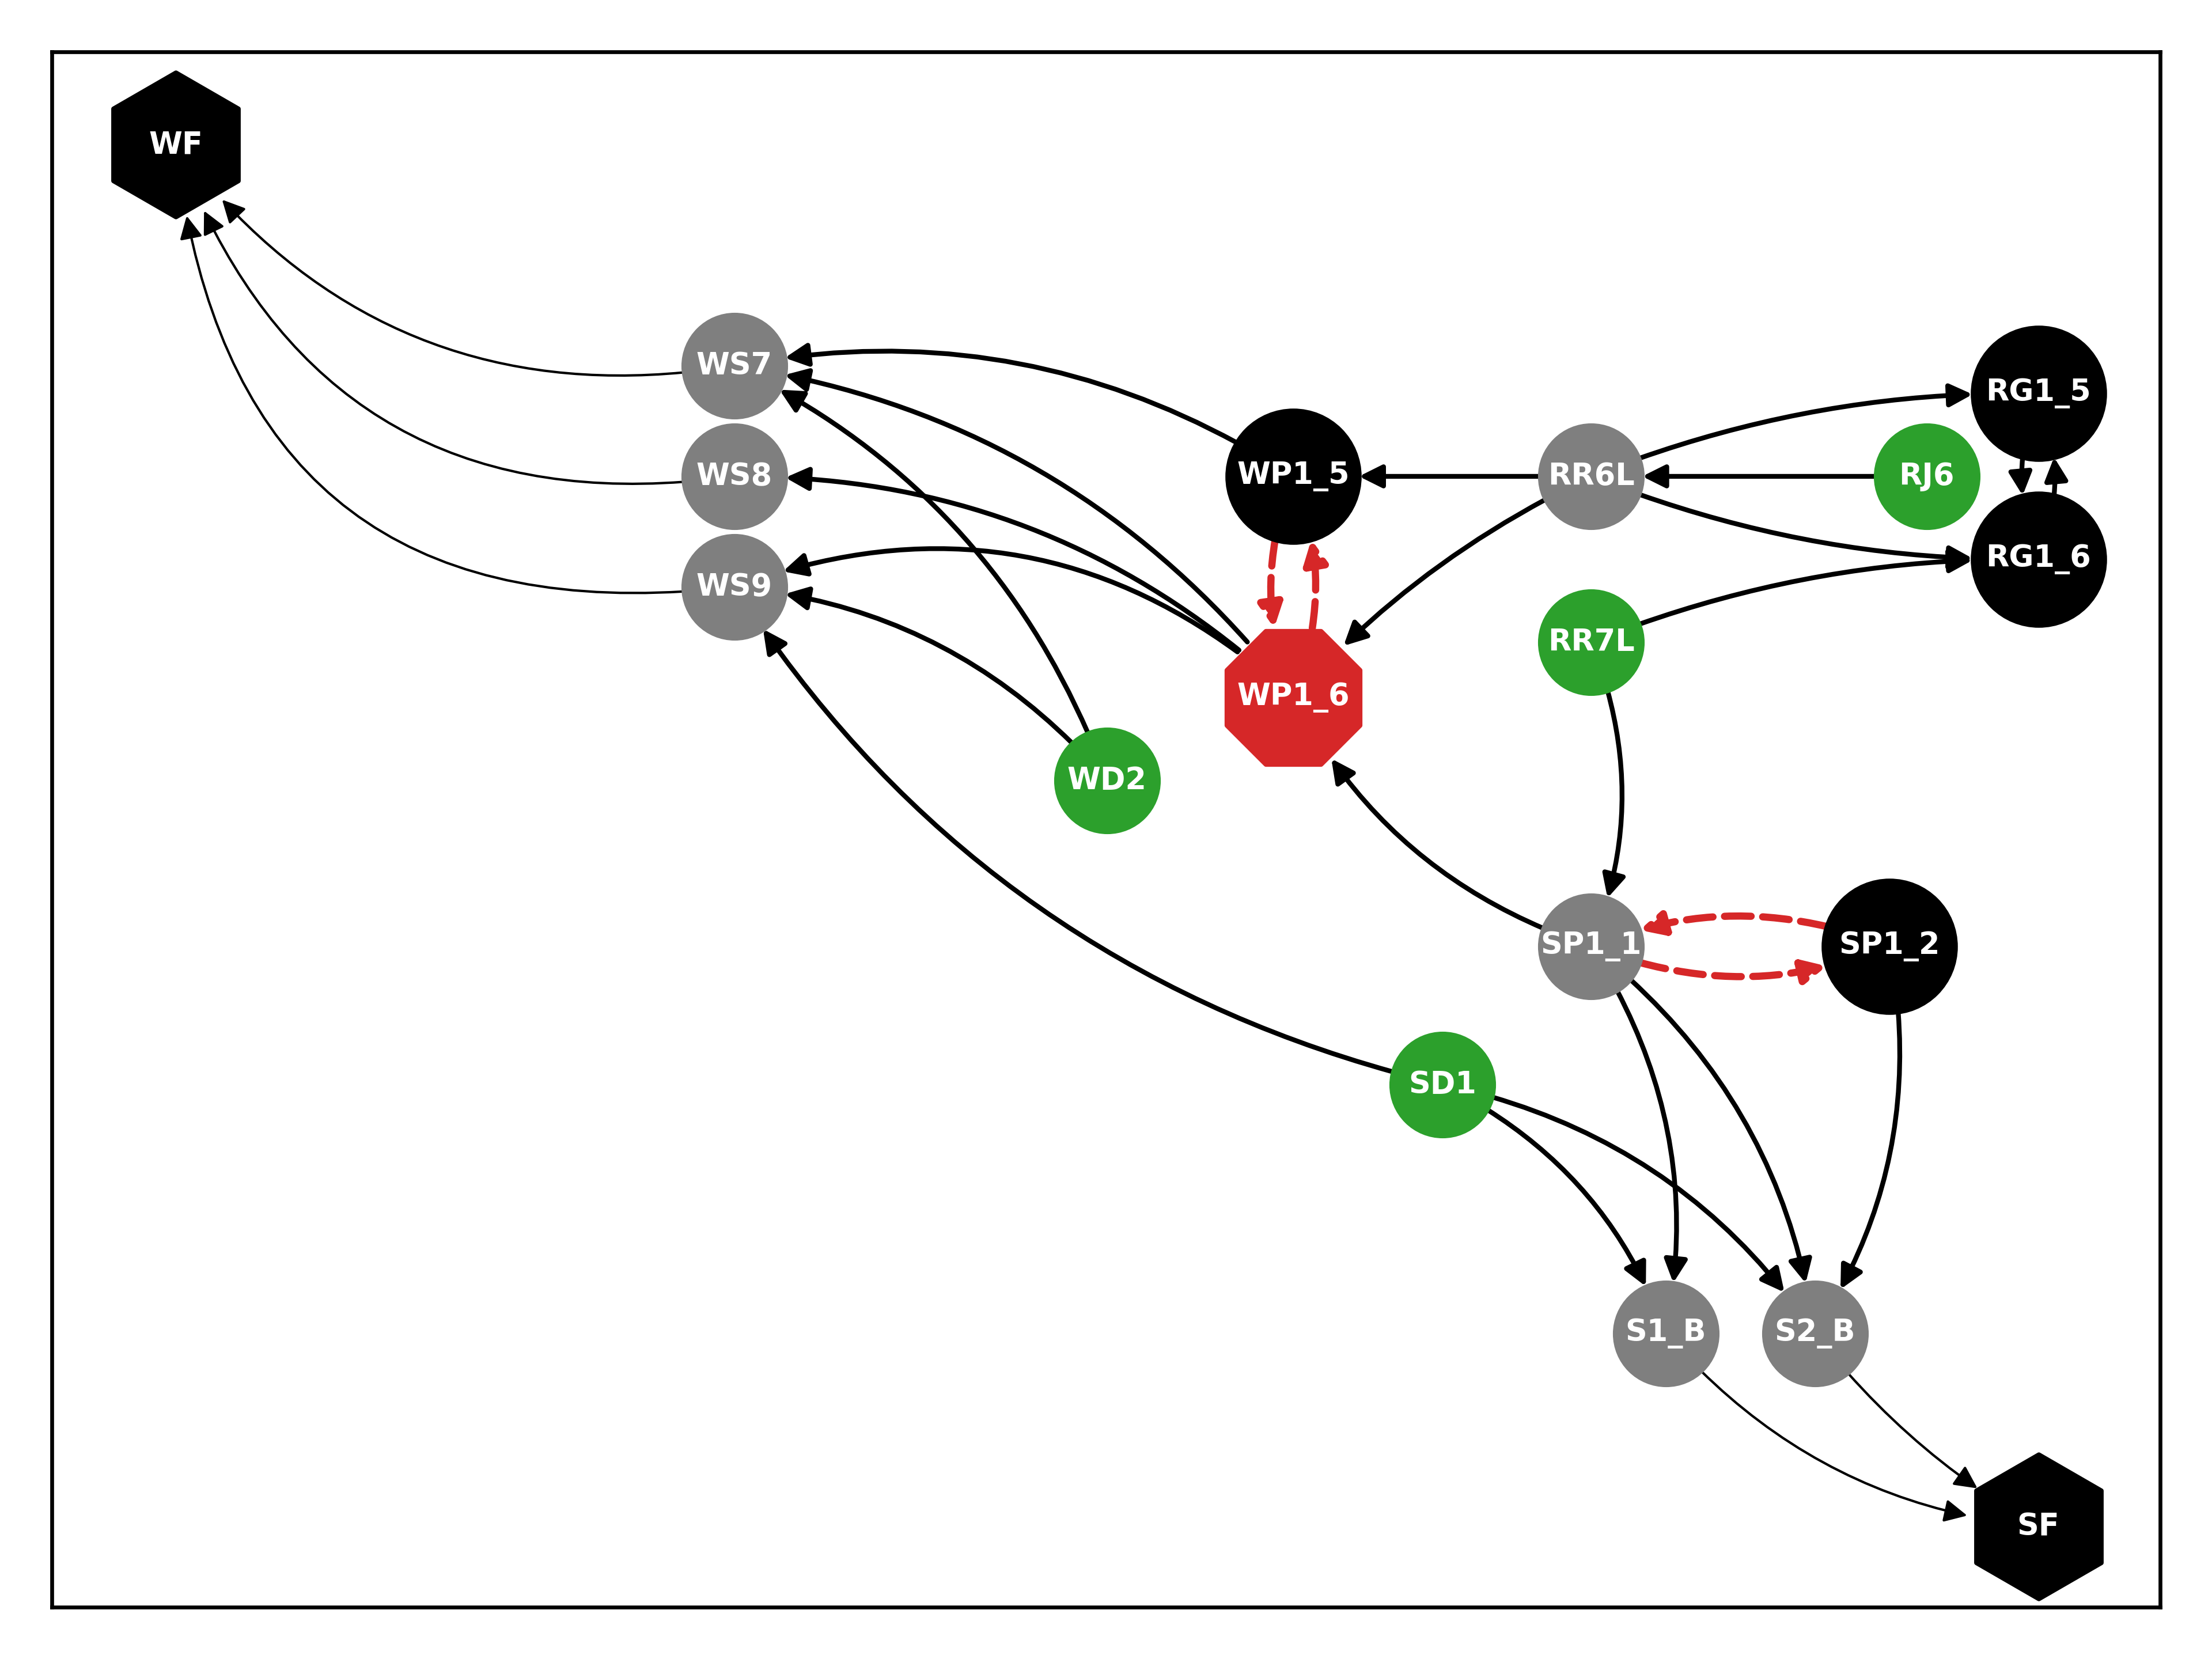 WF
WS7
RG1_5
WP1_5
RR6L
RJ6
WS8
RG1_6
WS9
RR7L
WP1_6
WD2
SP1_1
SP1_2
SD1
S1_B
S2_B
SF